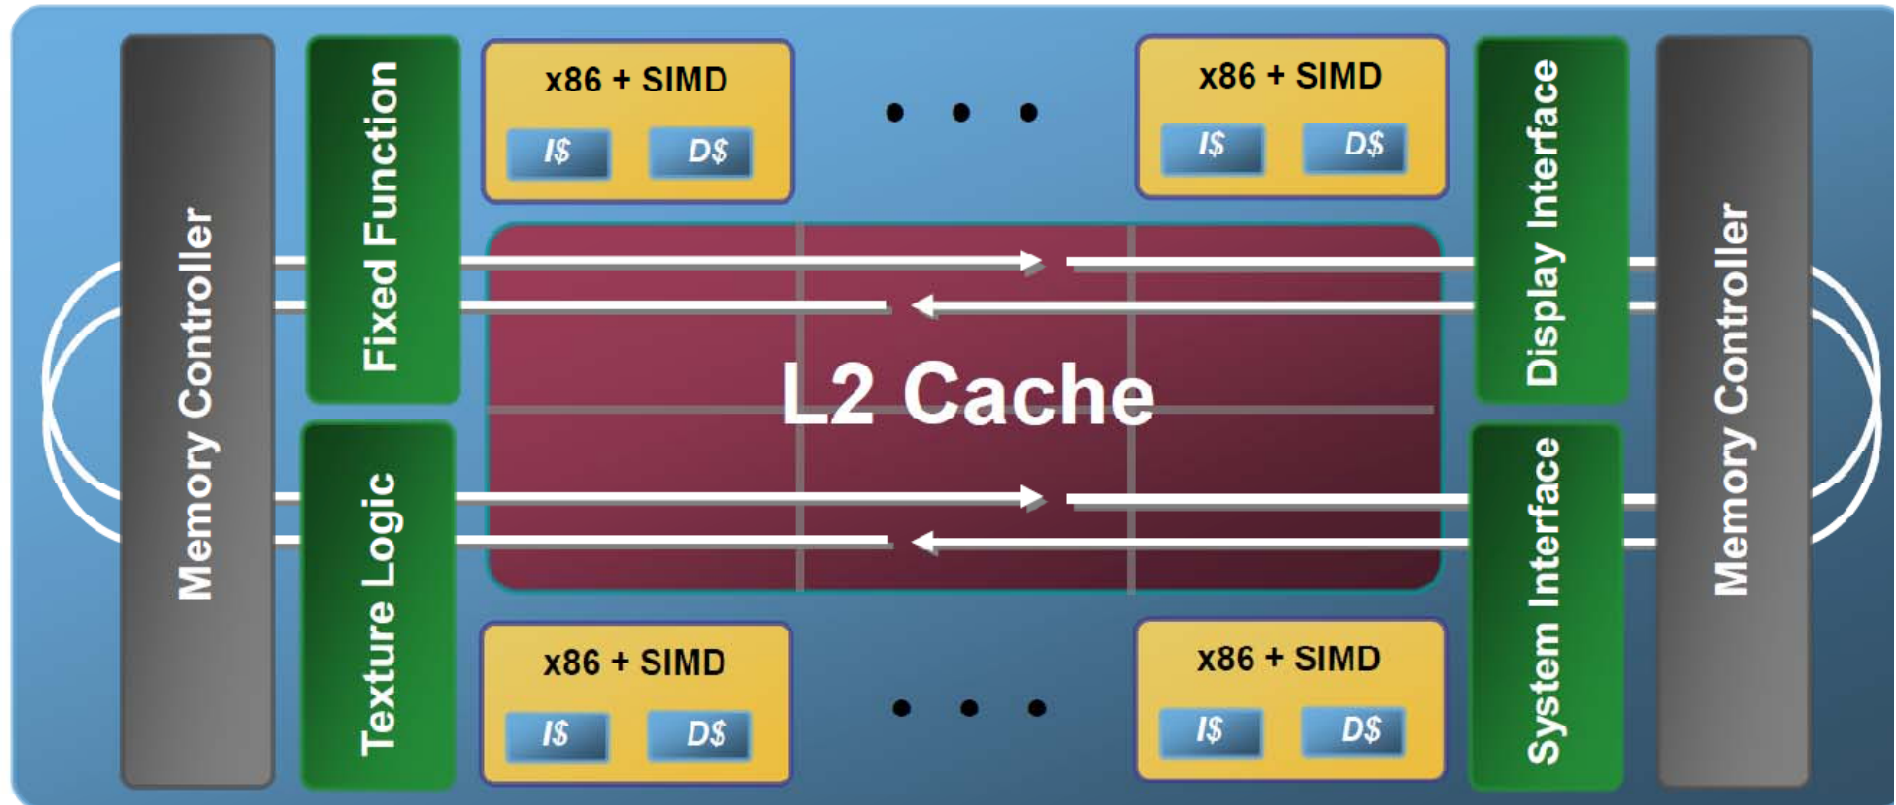 Memory Controller
Fixed Function
Texture Logic
x86 + SIMD
I$ D$
x86 + SIMD
I$ D$
L2 Cache
x86 + SIMD
I$ D$
x86 + SIMD
I$ D$
Display Interface
System Interface
Memory Controller